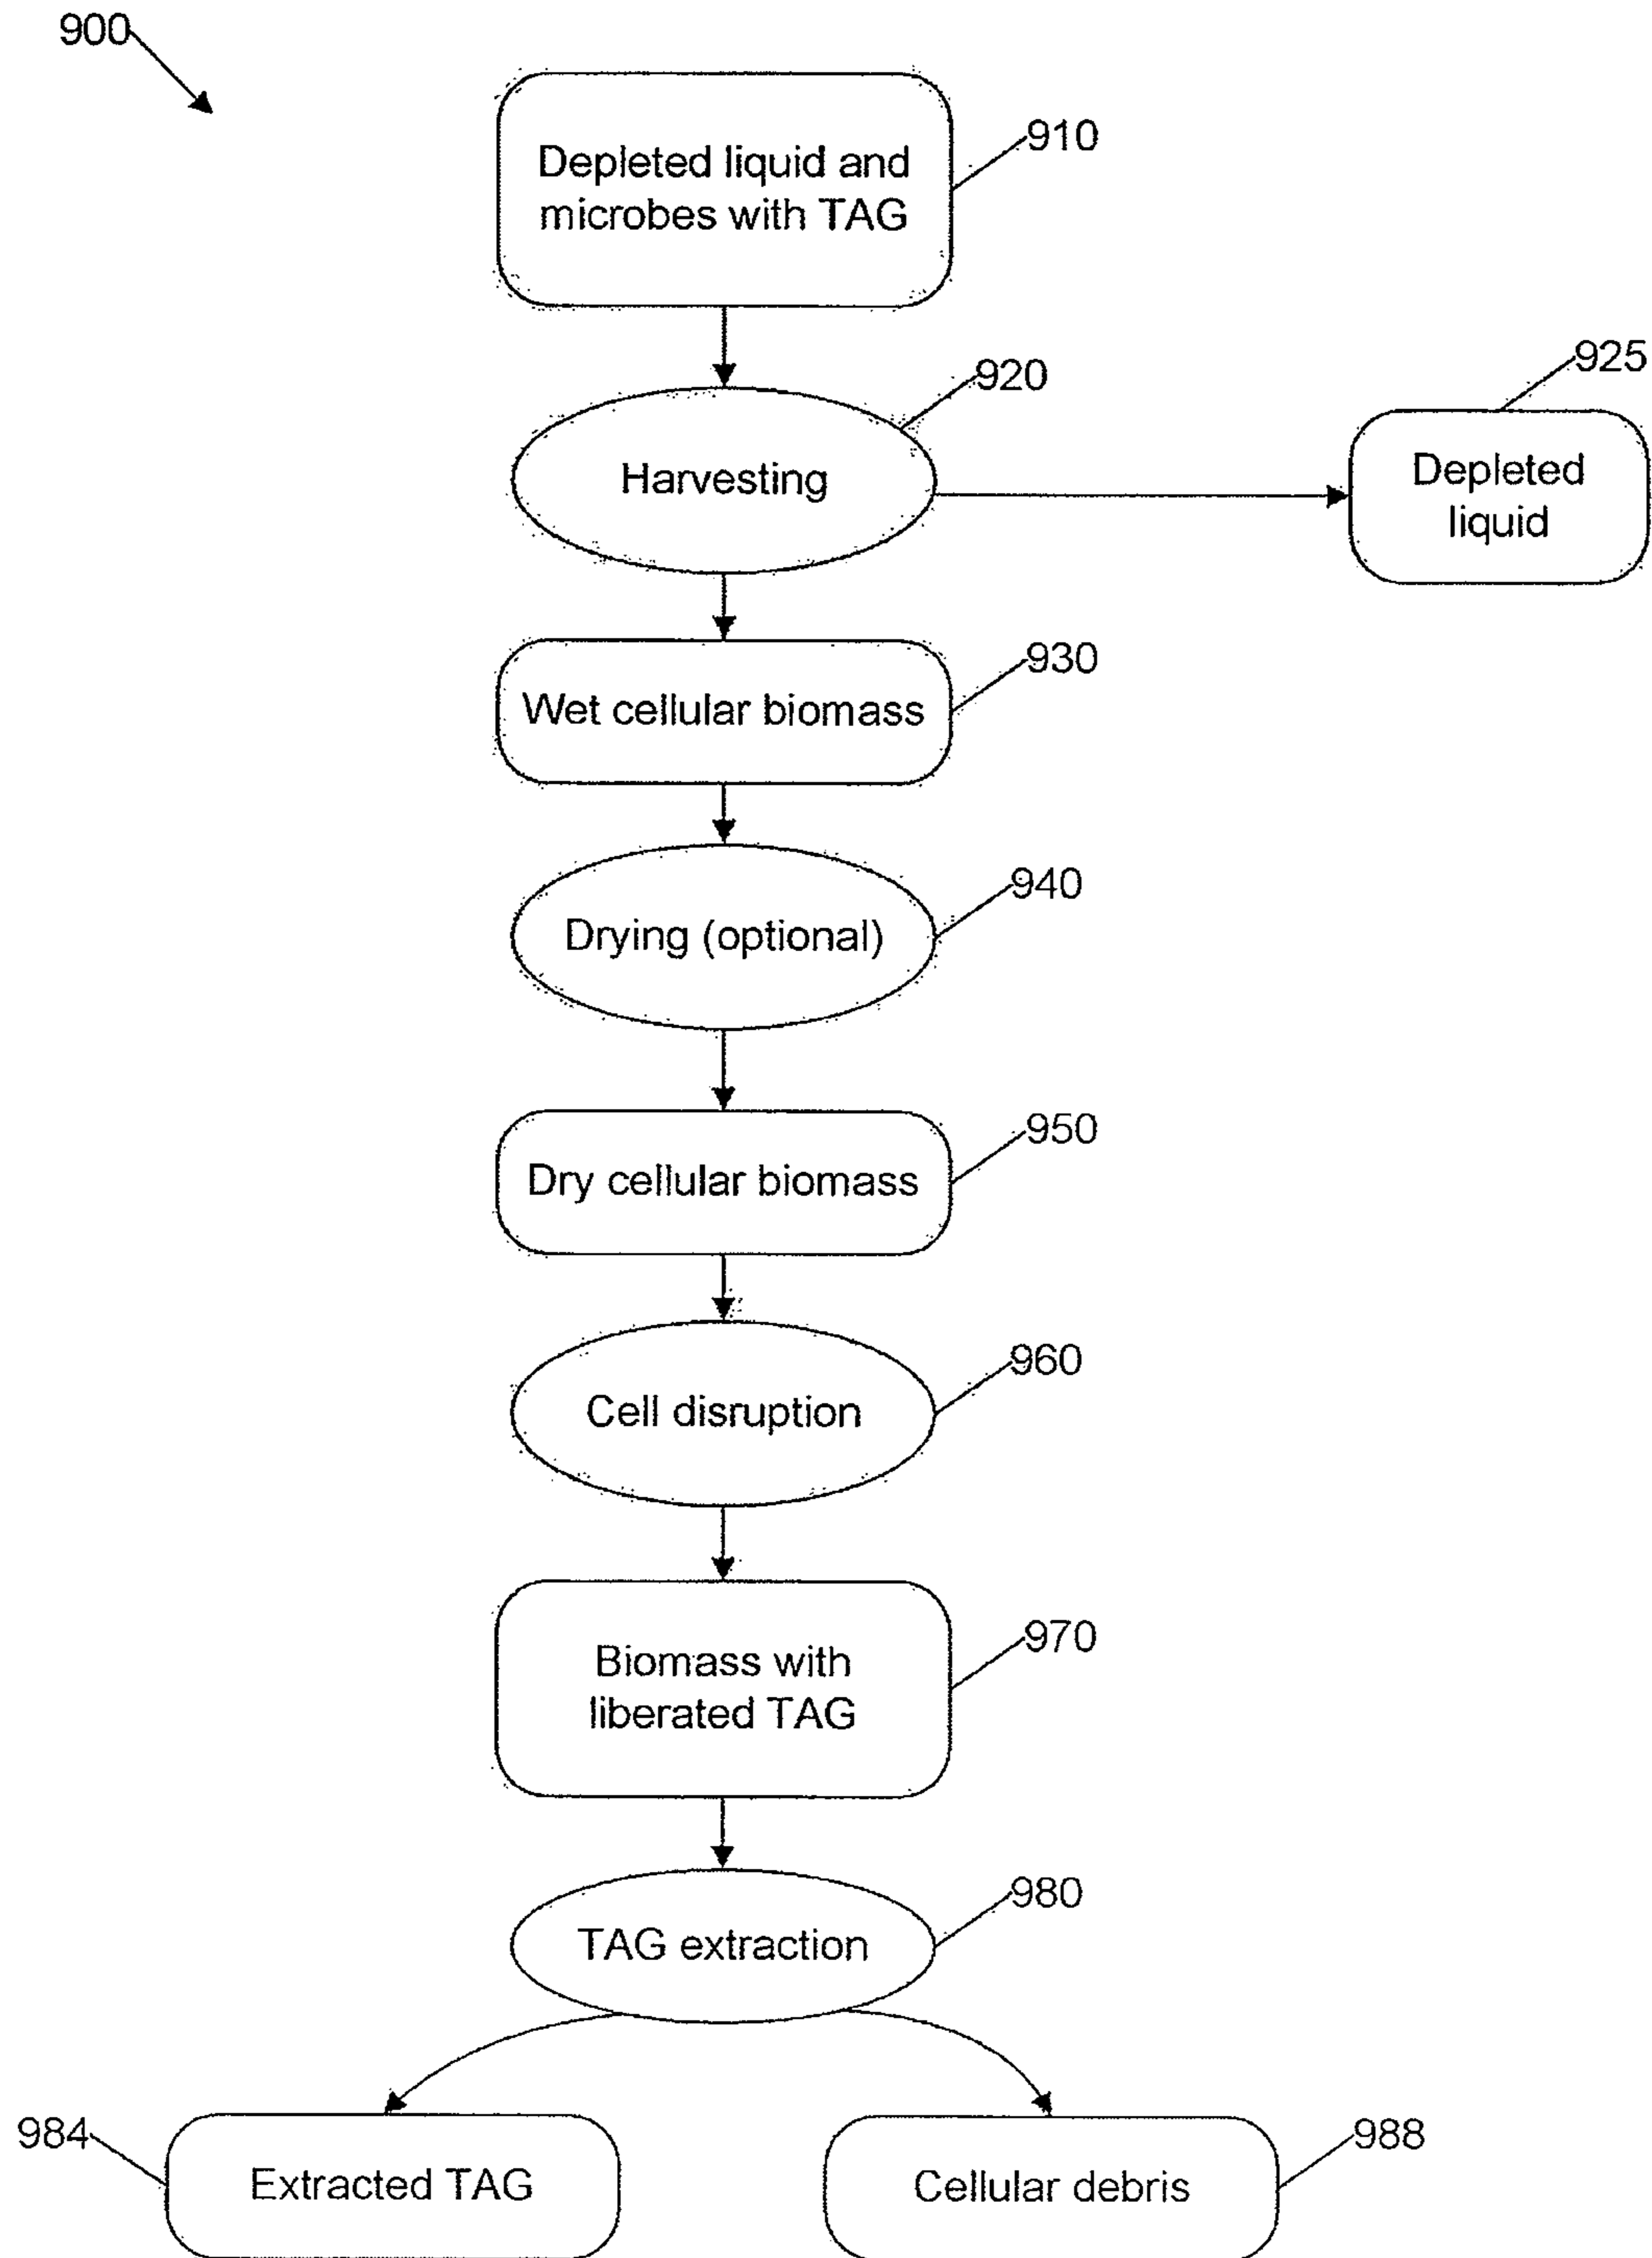 900
910
Depleted liquid and
microbes with TAG
920
925
Harvesting
Depleted
liquid
930
Wet cellular biomass
940
Drying (optional)
950
Dry cellular biomass
960
Cell disruption
970
Biomass with
liberated TAG
980
TAG extraction
984
988
Extracted TAG
Cellular debris